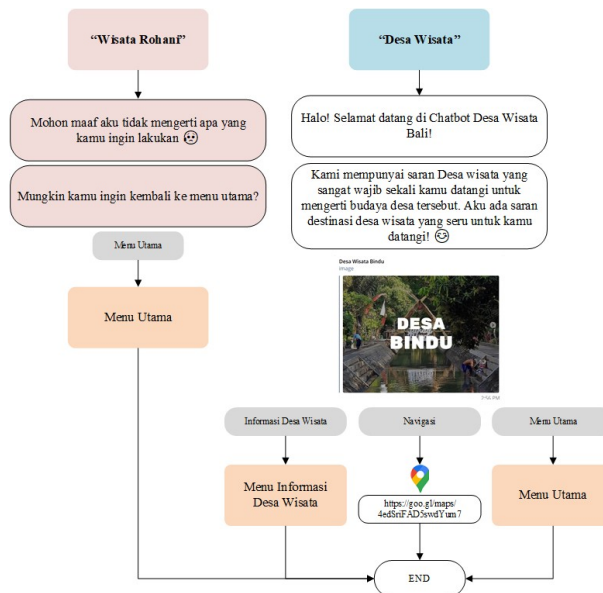 “Wisata Rohani”
Mohon maaf aku tidak mengerti apa yang
kamu ingin lakukan
Mungkin kamu ingin kembali ke menu utama?
Menu Utama
Menu Utama
“Desa Wisata”
Halo! Selamat datang di Chatbot Desa Wisata
Bali!
Kami mempunyai saran Desa wisata yang
sangat wajib sekali kamu datangi untuk
mengerti budaya desa tersebut. Aku ada saran
destinasi desa wisata yang seru untuk kamu
datangi!
Desa Wisata Bindu
Image
DESA
BINDU
7:56 PM
Informasi Desa Wisata
Navigasi
Menu Utama
Menu Informasi
Desa Wisata
https://goo.gl/maps/
4edSriFAD5swdYum7
Menu Utama
END